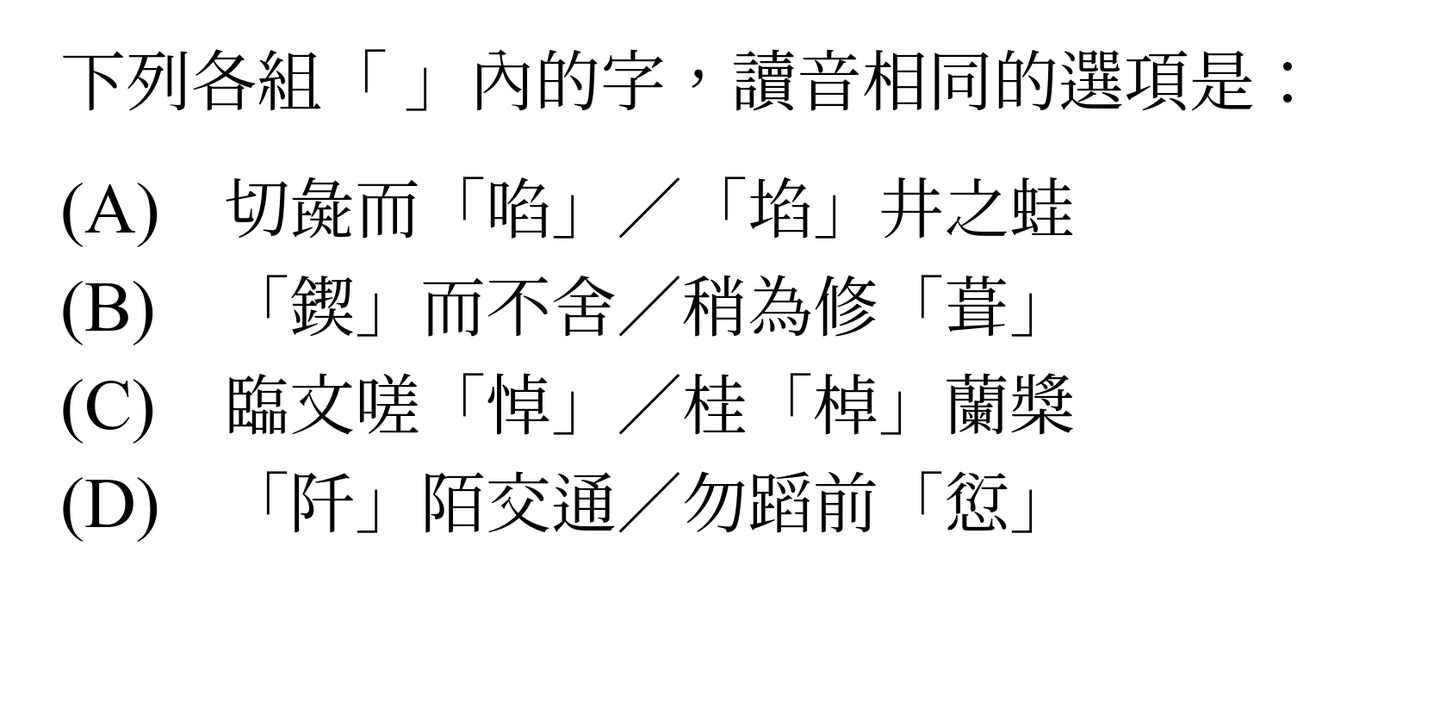 下列各組「 」內的字，讀音相同的選項是：
(A) 切彘而「啗」／「埳」井之蛙
(B) 「鍥」而不舍／稍為修「葺」
(C) 臨文嗟「悼」／桂「棹」蘭槳
(D) 「阡」陌交通／勿蹈前「愆」